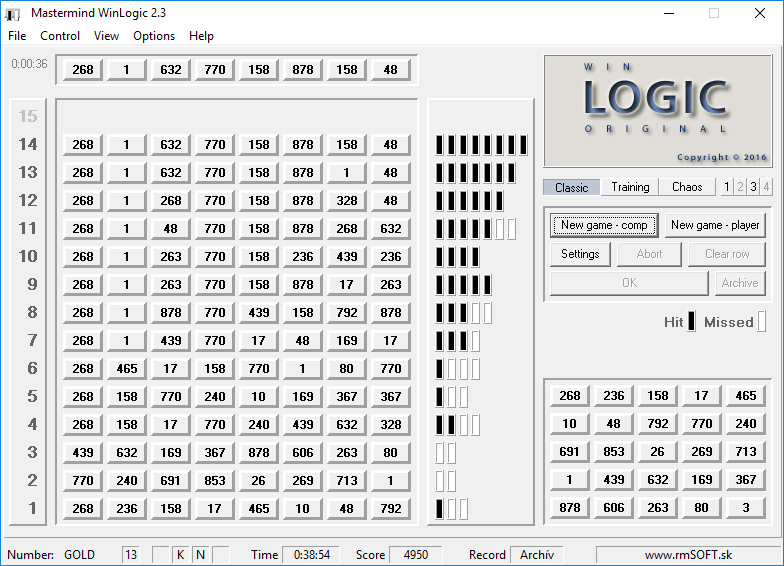 Mastermind WinLogic 2.3
File Control View Options Help
0:00:36 268 1 632 770 158 878 158 48
WIN
LOGIC
ORIGINAL
Copyright © 2016
15
14 268 1 632 770 158 878 158 48
13 268 1 632 770 158 878 1 48
12 268 1 268 770 158 878 328 48
11 268 1 48 770 158 878 268 632
10 268 1 263 770 158 236 439 236
9 268 1 263 770 158 878 17 263
8 268 1 878 770 439 158 792 878
7 268 1 439 770 17 48 169 17
6 268 465 17 158 770 1 80 770
5 268 158 770 240 10 169 367 367
4 268 158 17 770 240 439 632 328
3 439 632 169 367 878 606 263 80
2 770 240 691 853 26 269 713 1
1 268 236 158 17 465 10 48 792
Classic Training Chaos 1 2 3 4
New game - comp New game - player
Settings Abort Clear row
OK Archive
Hit Missed
268 236 158 17 465
10 48 792 770 240
691 853 26 269 713
1 439 632 169 367
878 606 263 80 3
Number: GOLD 13 K N Time 0:38:54 Score 4950 Record Archív www.rmSOFT.sk